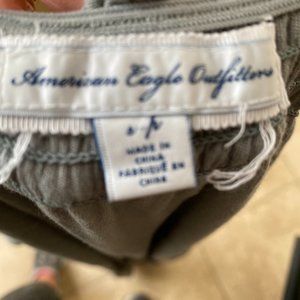 American Eagle Outfitters
S/P
MADE IN
CHINA
FABRIQUÉ EN
CHINE